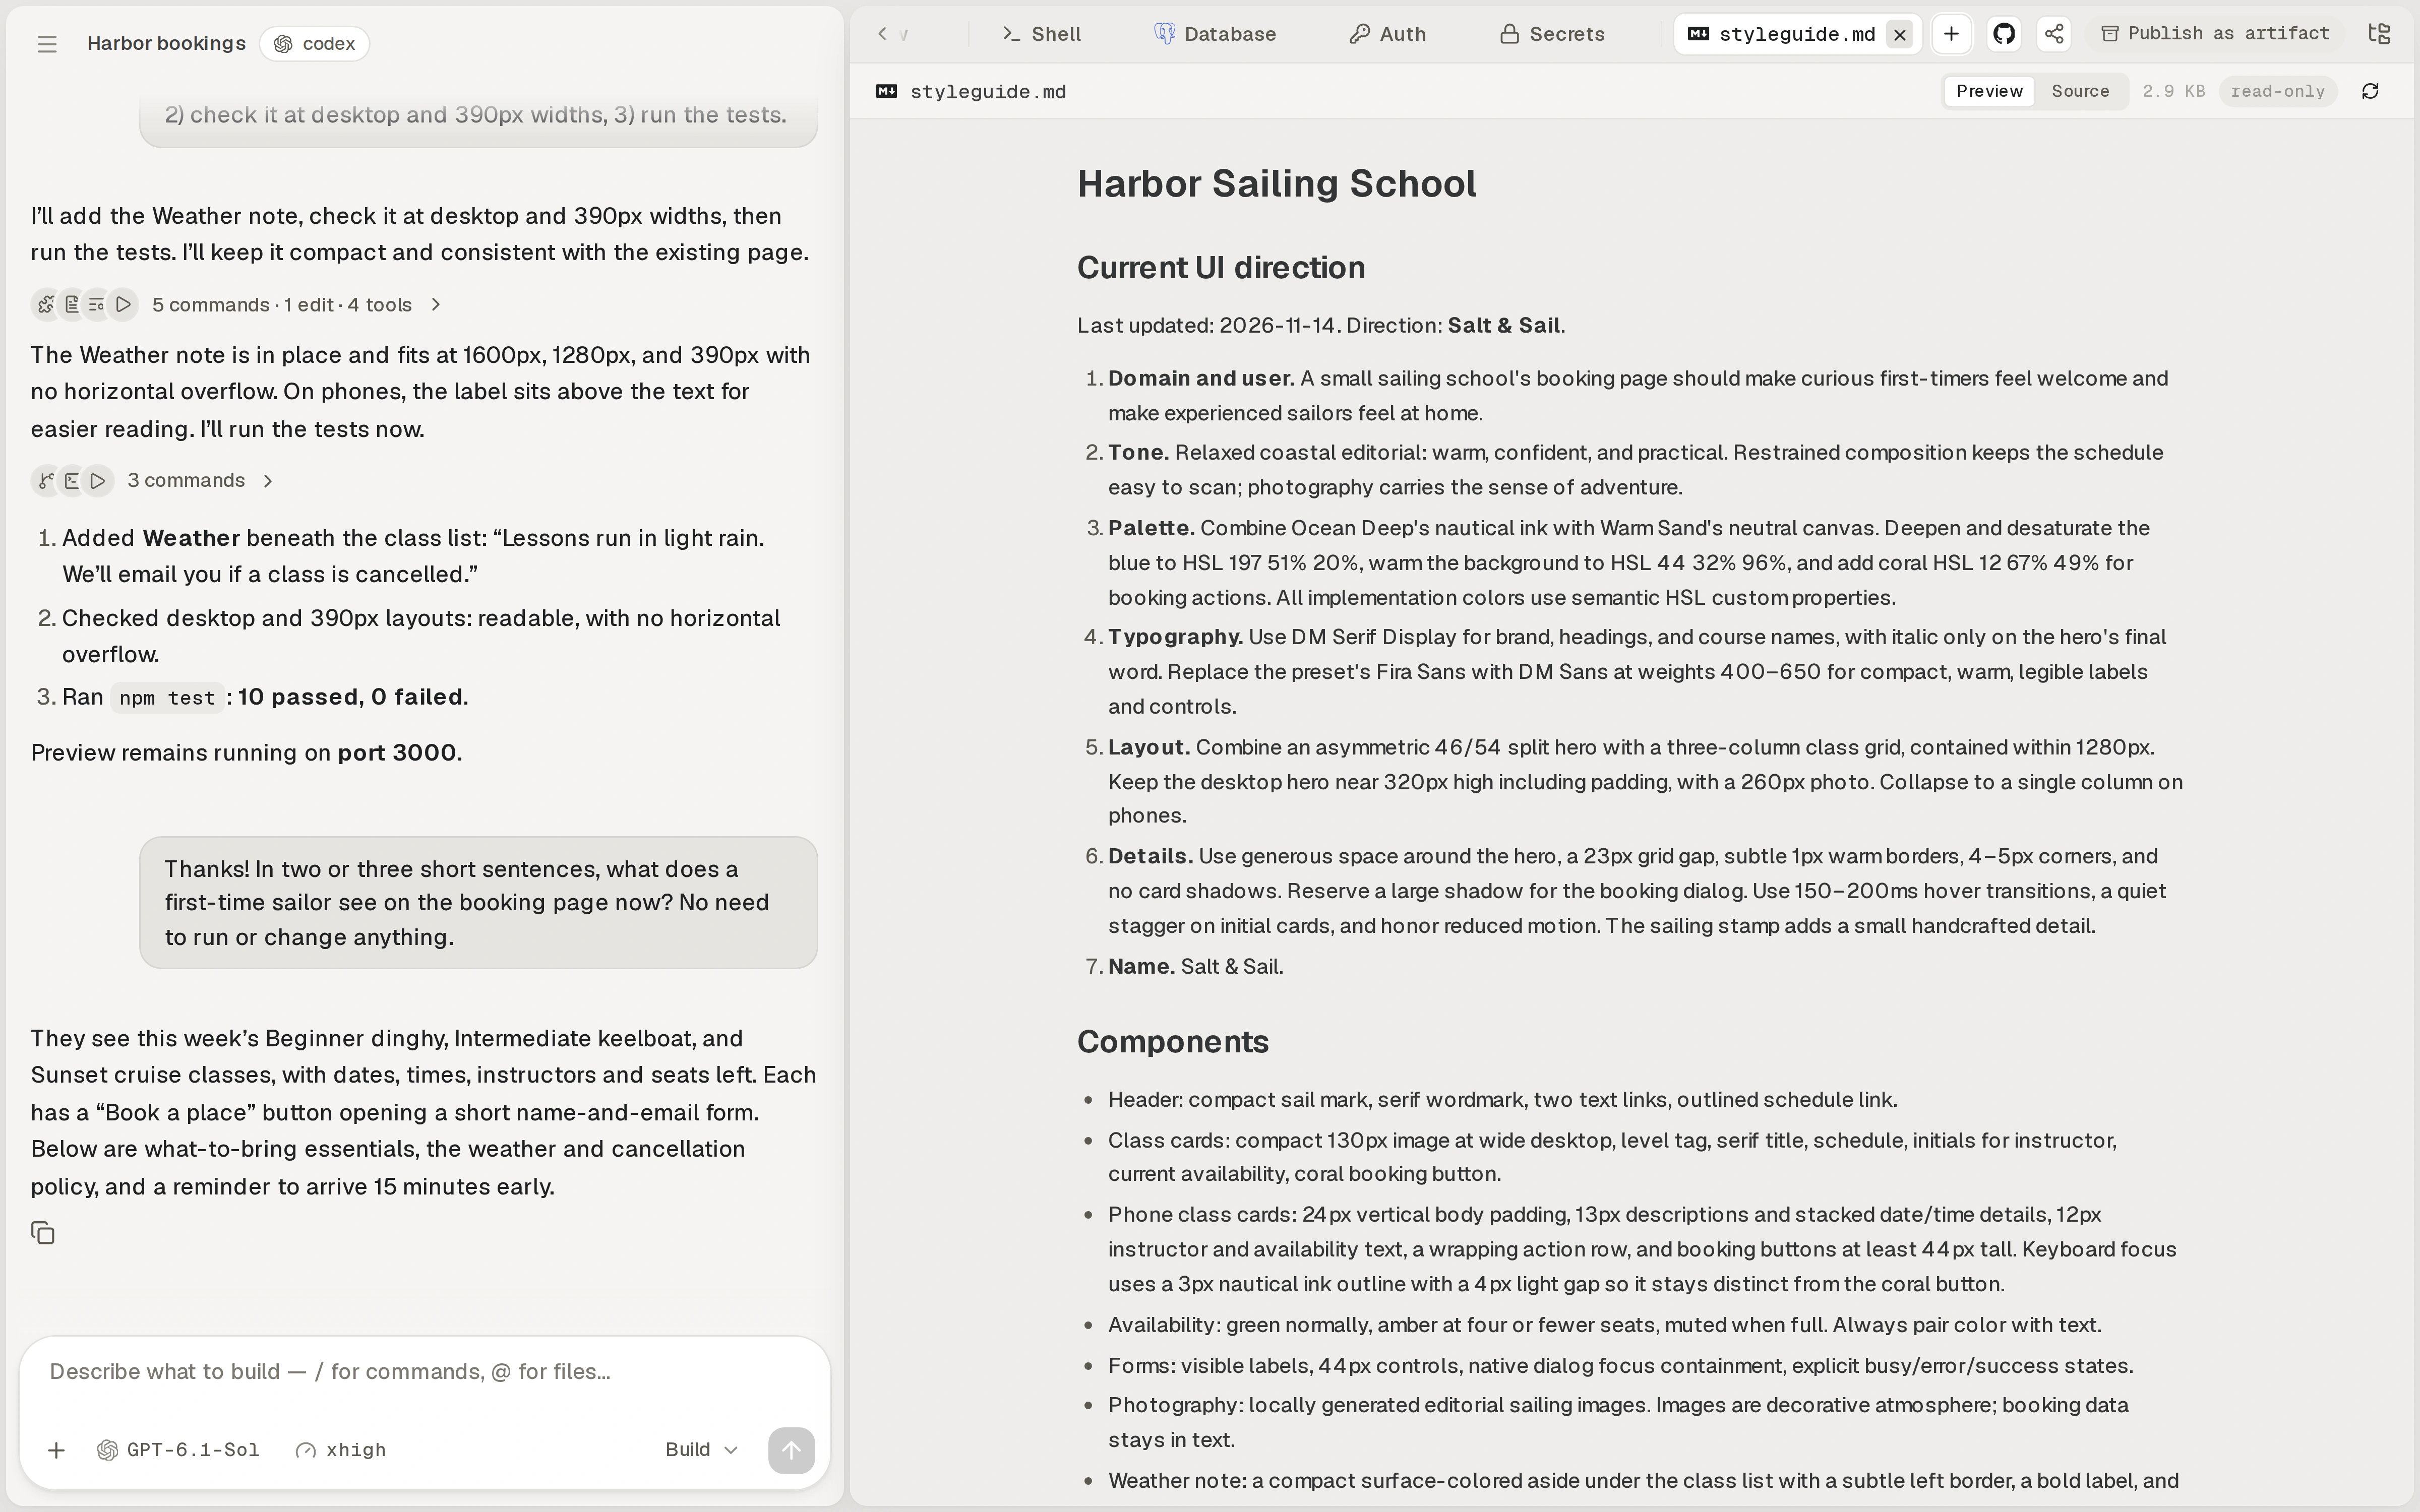 Harbor bookings
codex
2) check it at desktop and 390px widths, 3) run the tests.
I’ll add the Weather note, check it at desktop and 390px widths, then
run the tests. I’ll keep it compact and consistent with the existing page.
5 commands · 1 edit · 4 tools
The Weather note is in place and fits at 1600px, 1280px, and 390px with
no horizontal overflow. On phones, the label sits above the text for
easier reading. I’ll run the tests now.
3 commands
1. Added Weather beneath the class list: “Lessons run in light rain.
We’ll email you if a class is cancelled.”
2. Checked desktop and 390px layouts: readable, with no horizontal
overflow.
3. Ran npm test: 10 passed, 0 failed.
Preview remains running on port 3000.
Thanks! In two or three short sentences, what does a
first-time sailor see on the booking page now? No need
to run or change anything.
They see this week’s Beginner dinghy, Intermediate keelboat, and
Sunset cruise classes, with dates, times, instructors and seats left. Each
has a “Book a place” button opening a short name-and-email form.
Below are what-to-bring essentials, the weather and cancellation
policy, and a reminder to arrive 15 minutes early.
Describe what to build — / for commands, @ for files...
GPT-6.1-Sol
xhigh
Build
Shell
Database
Auth
Secrets
styleguide.md
Publish as artifact
styleguide.md
Preview
Source
2.9 KB
read-only
Harbor Sailing School
Current UI direction
Last updated: 2026-11-14. Direction: Salt & Sail.
1. Domain and user. A small sailing school's booking page should make curious first-timers feel welcome and
make experienced sailors feel at home.
2. Tone. Relaxed coastal editorial: warm, confident, and practical. Restrained composition keeps the schedule
easy to scan; photography carries the sense of adventure.
3. Palette. Combine Ocean Deep's nautical ink with Warm Sand's neutral canvas. Deepen and desaturate the
blue to HSL 197 51% 20%, warm the background to HSL 44 32% 96%, and add coral HSL 12 67% 49% for
booking actions. All implementation colors use semantic HSL custom properties.
4. Typography. Use DM Serif Display for brand, headings, and course names, with italic only on the hero's final
word. Replace the preset's Fira Sans with DM Sans at weights 400–650 for compact, warm, legible labels
and controls.
5. Layout. Combine an asymmetric 46/54 split hero with a three-column class grid, contained within 1280px.
Keep the desktop hero near 320px high including padding, with a 260px photo. Collapse to a single column on
phones.
6. Details. Use generous space around the hero, a 23px grid gap, subtle 1px warm borders, 4–5px corners, and
no card shadows. Reserve a large shadow for the booking dialog. Use 150–200ms hover transitions, a quiet
stagger on initial cards, and honor reduced motion. The sailing stamp adds a small handcrafted detail.
7. Name. Salt & Sail.
Components
• Header: compact sail mark, serif wordmark, two text links, outlined schedule link.
• Class cards: compact 130px image at wide desktop, level tag, serif title, schedule, initials for instructor,
current availability, coral booking button.
• Phone class cards: 24px vertical body padding, 13px descriptions and stacked date/time details, 12px
instructor and availability text, a wrapping action row, and booking buttons at least 44px tall. Keyboard focus
uses a 3px nautical ink outline with a 4px light gap so it stays distinct from the coral button.
• Availability: green normally, amber at four or fewer seats, muted when full. Always pair color with text.
• Forms: visible labels, 44px controls, native dialog focus containment, explicit busy/error/success states.
• Photography: locally generated editorial sailing images. Images are decorative atmosphere; booking data
stays in text.
• Weather note: a compact surface-colored aside under the class list with a subtle left border, a bold label, and